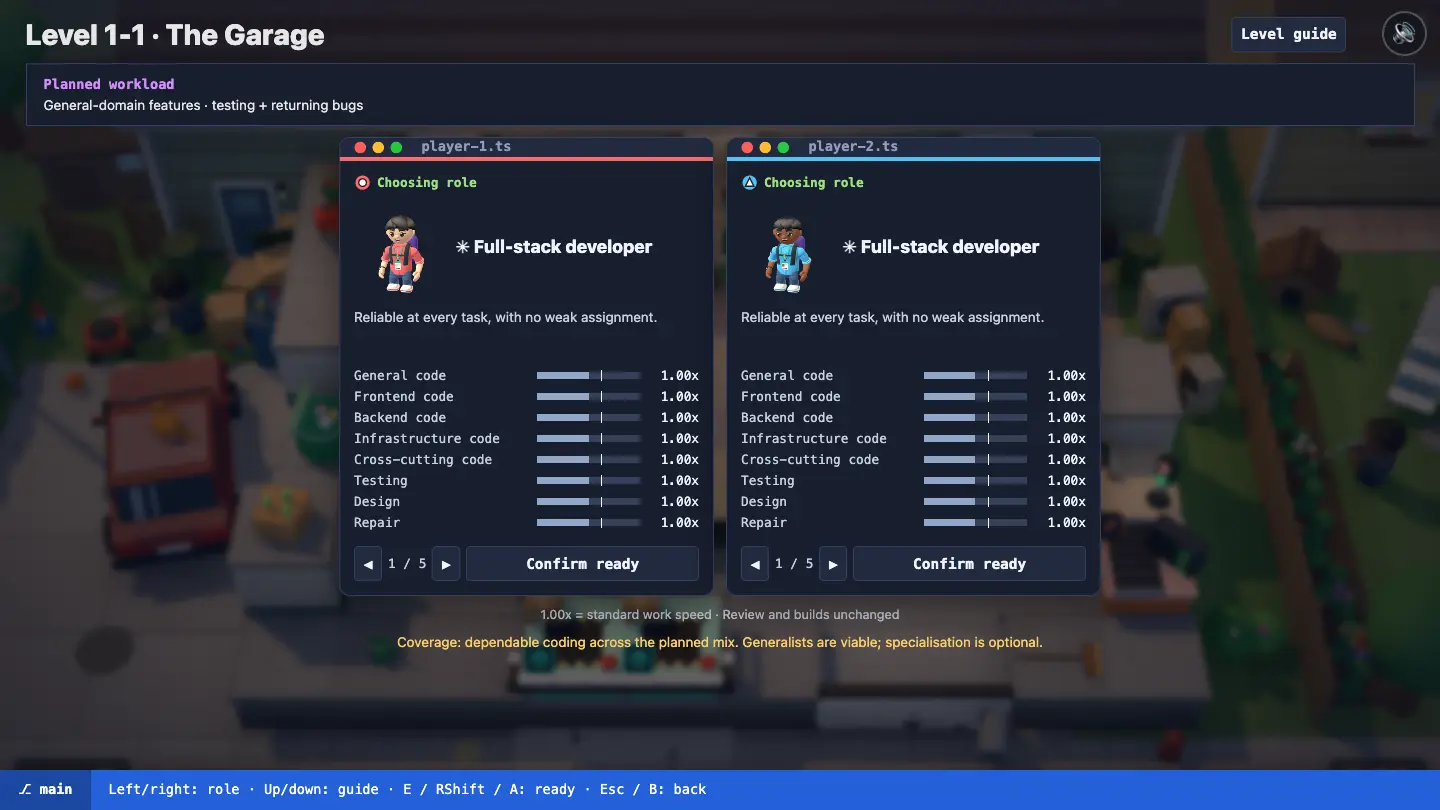 Level 1-1 · The Garage
Level guide
Planned workload
General-domain features · testing + returning bugs
player-1.ts
Choosing role
✳ Full-stack developer
Reliable at every task, with no weak assignment.
General code 1.00x
Frontend code 1.00x
Backend code 1.00x
Infrastructure code 1.00x
Cross-cutting code 1.00x
Testing 1.00x
Design 1.00x
Repair 1.00x
◀ 1 / 5 ▶ Confirm ready
player-2.ts
Choosing role
✳ Full-stack developer
Reliable at every task, with no weak assignment.
General code 1.00x
Frontend code 1.00x
Backend code 1.00x
Infrastructure code 1.00x
Cross-cutting code 1.00x
Testing 1.00x
Design 1.00x
Repair 1.00x
◀ 1 / 5 ▶ Confirm ready
1.00x = standard work speed · Review and builds unchanged
Coverage: dependable coding across the planned mix. Generalists are viable; specialisation is optional.
⎇ main Left/right: role · Up/down: guide · E / RShift / A: ready · Esc / B: back